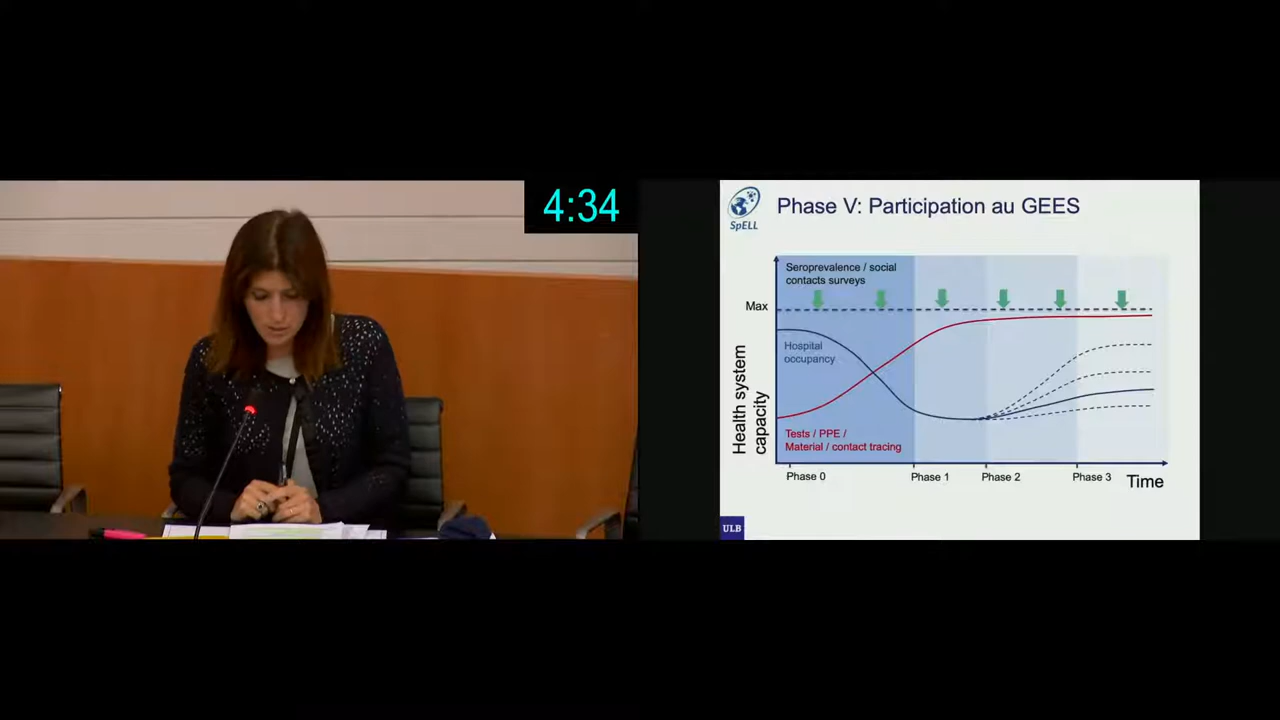 4:34
SpELL
Phase V: Participation au GEES
Seroprevalence / social
contacts surveys
Max
Hospital
occupancy
Health system
capacity
Tests / PPE /
Material / contact tracing
Phase 0
Phase 1
Phase 2
Phase 3
Time
ULB